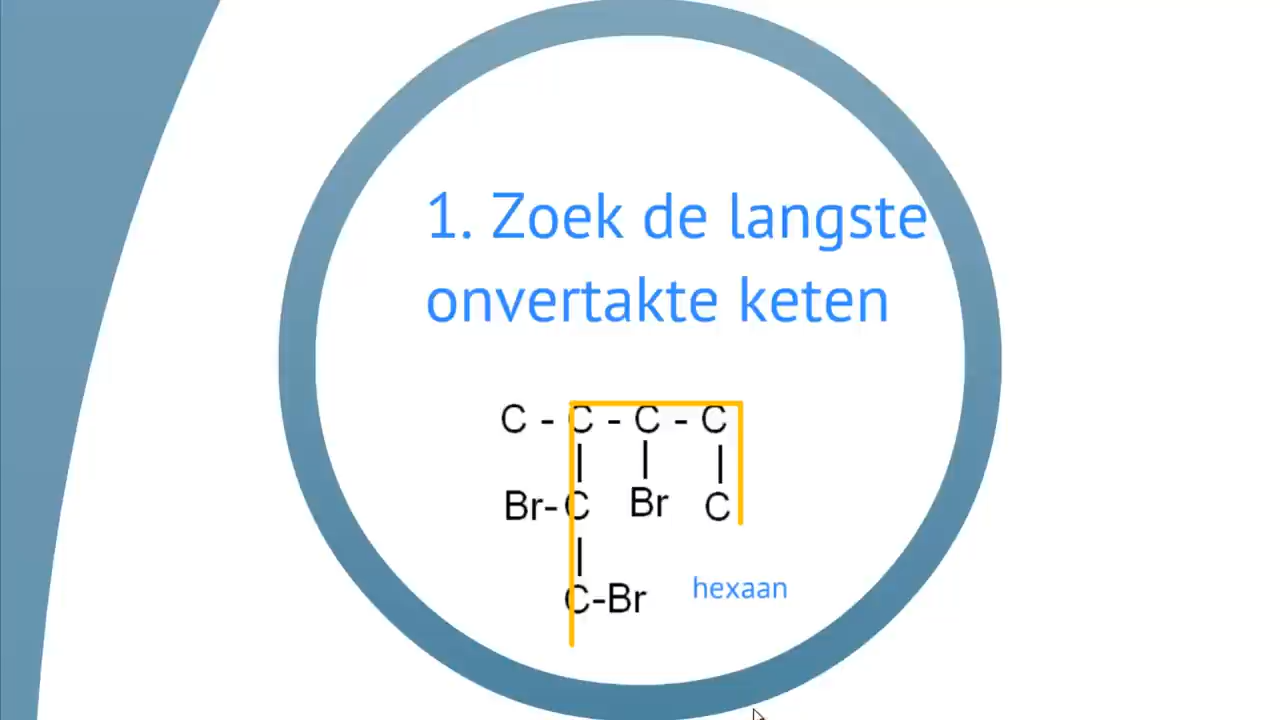 1. Zoek de langste
onvertakte keten
C - C - C - C
| | |
Br-C Br C
|
C-Br hexaan